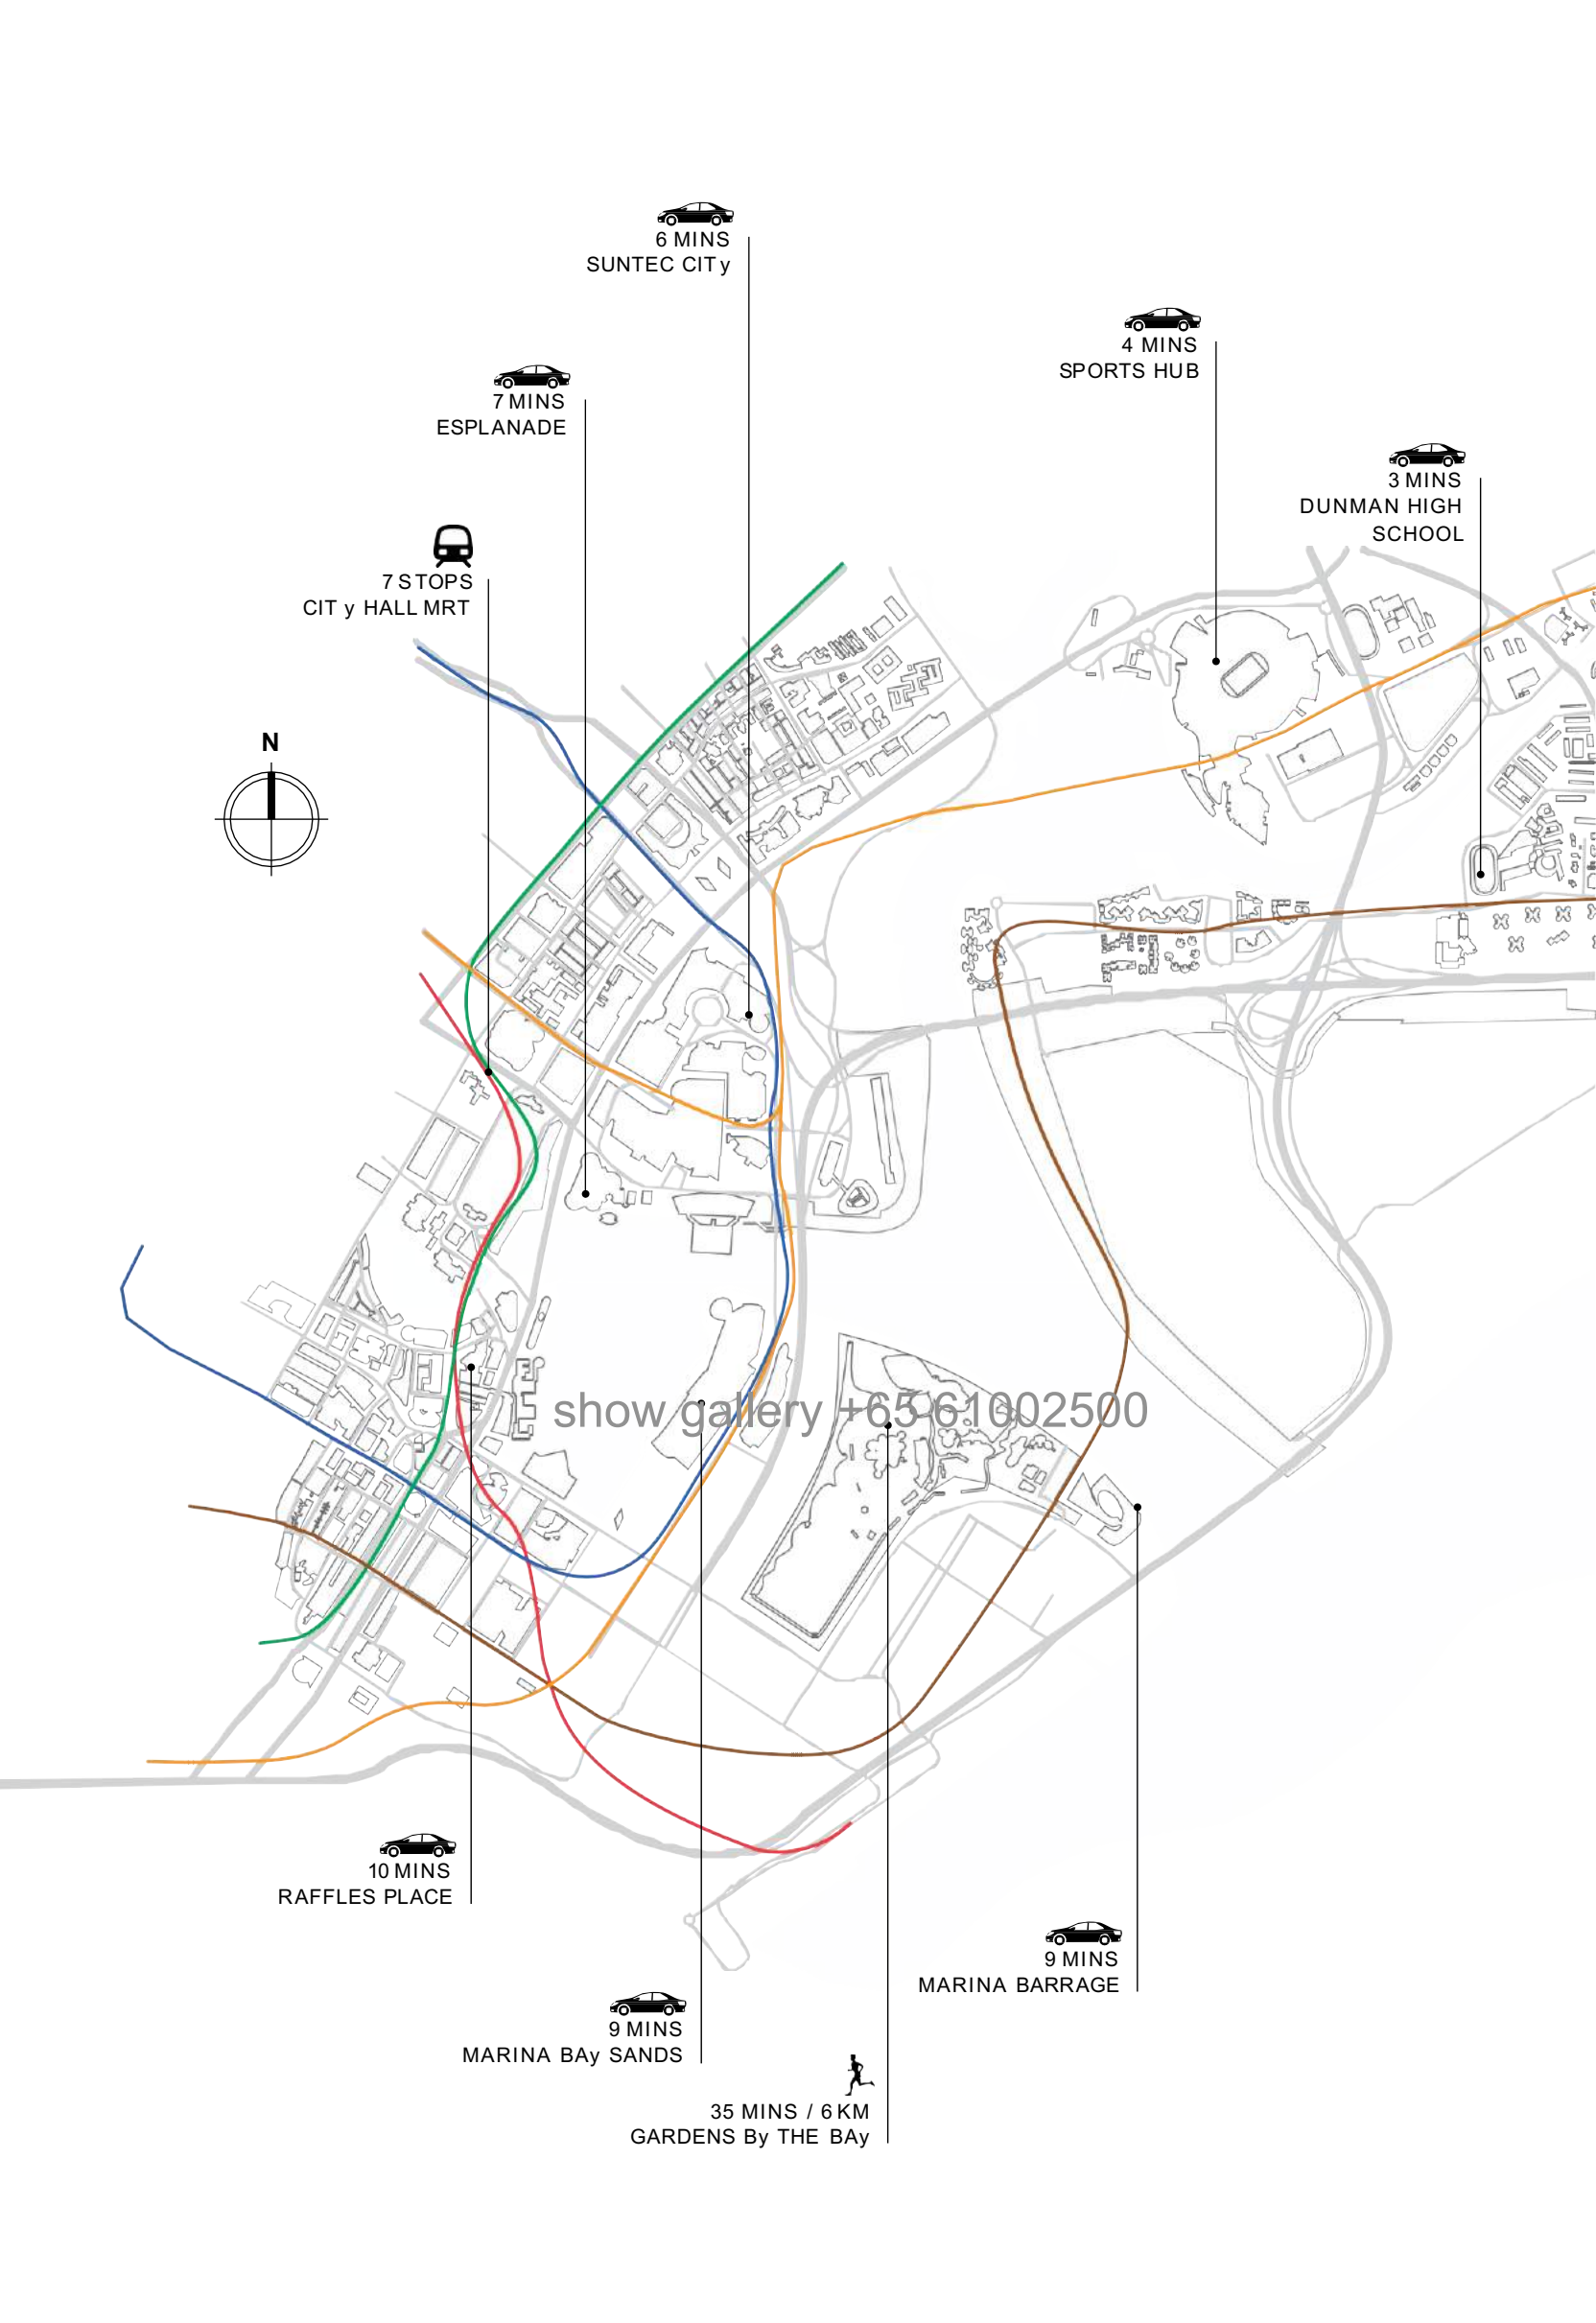 6 MINS
SUNTEC CITy
4 MINS
SPORTS HUB
7 MINS
ESPLANADE
3 MINS
DUNMAN HIGH
SCHOOL
7 STOPS
CITy HALL MRT
N
show gallery +65 61002500
10 MINS
RAFFLES PLACE
9 MINS
MARINA BARRAGE
9 MINS
MARINA BAy SANDS
35 MINS / 6 KM
GARDENS By THE BAy